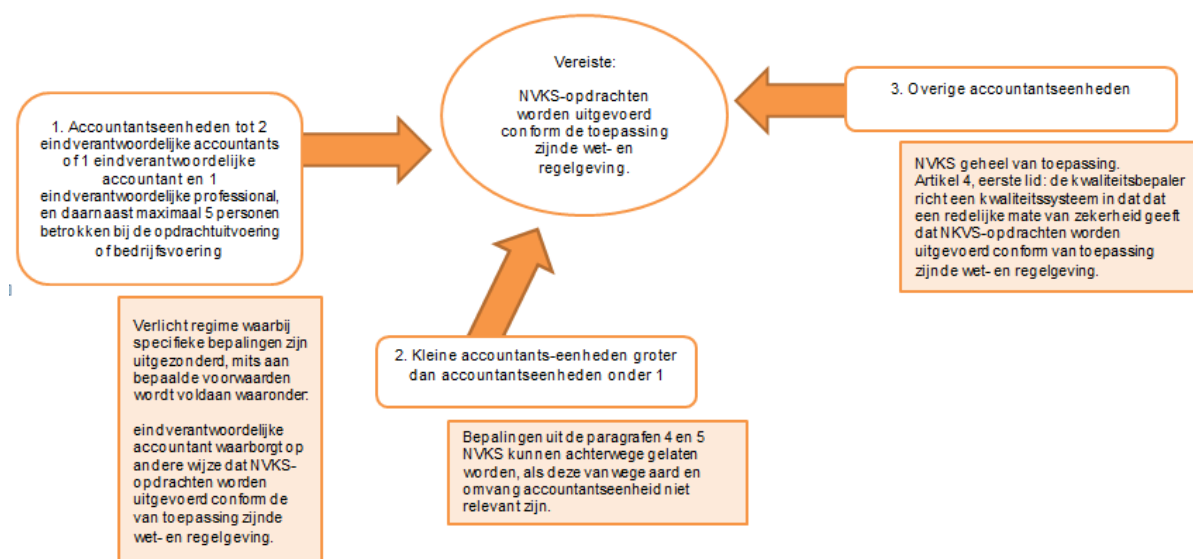 Vereiste:
NVKS-opdrachten
worden uitgevoerd
conform de toepassing
zijnde wet- en
regelgeving.
1. Accountantseenheden tot 2
eindverantwoordelijke accountants
of 1 eindverantwoordelijke
accountant en 1
eindverantwoordelijke professional,
en daarnaast maximaal 5 personen
betrokken bij de opdrachtuitvoering
of bedrijfsvoering
Verlicht regime waarbij
specifieke bepalingen zijn
uitgezonderd, mits aan
bepaalde voorwaarden
wordt voldaan waaronder:
eindverantwoordelijke
accountant waarborgt op
andere wijze dat NVKS-
opdrachten worden
uitgevoerd conform de
van toepassing zijnde
wet- en regelgeving.
2. Kleine accountants-eenheden groter
dan accountantseenheden onder 1
Bepalingen uit de paragrafen 4 en 5
NVKS kunnen achterwege gelaten
worden, als deze vanwege aard en
omvang accountantseenheid niet
relevant zijn.
3. Overige accountantseenheden
NVKS geheel van toepassing.
Artikel 4, eerste lid: de kwaliteitsbepaler
richt een kwaliteitssysteem in dat dat
een redelijke mate van zekerheid geeft
dat NKVS-opdrachten worden
uitgevoerd conform van toepassing
zijnde wet- en regelgeving.